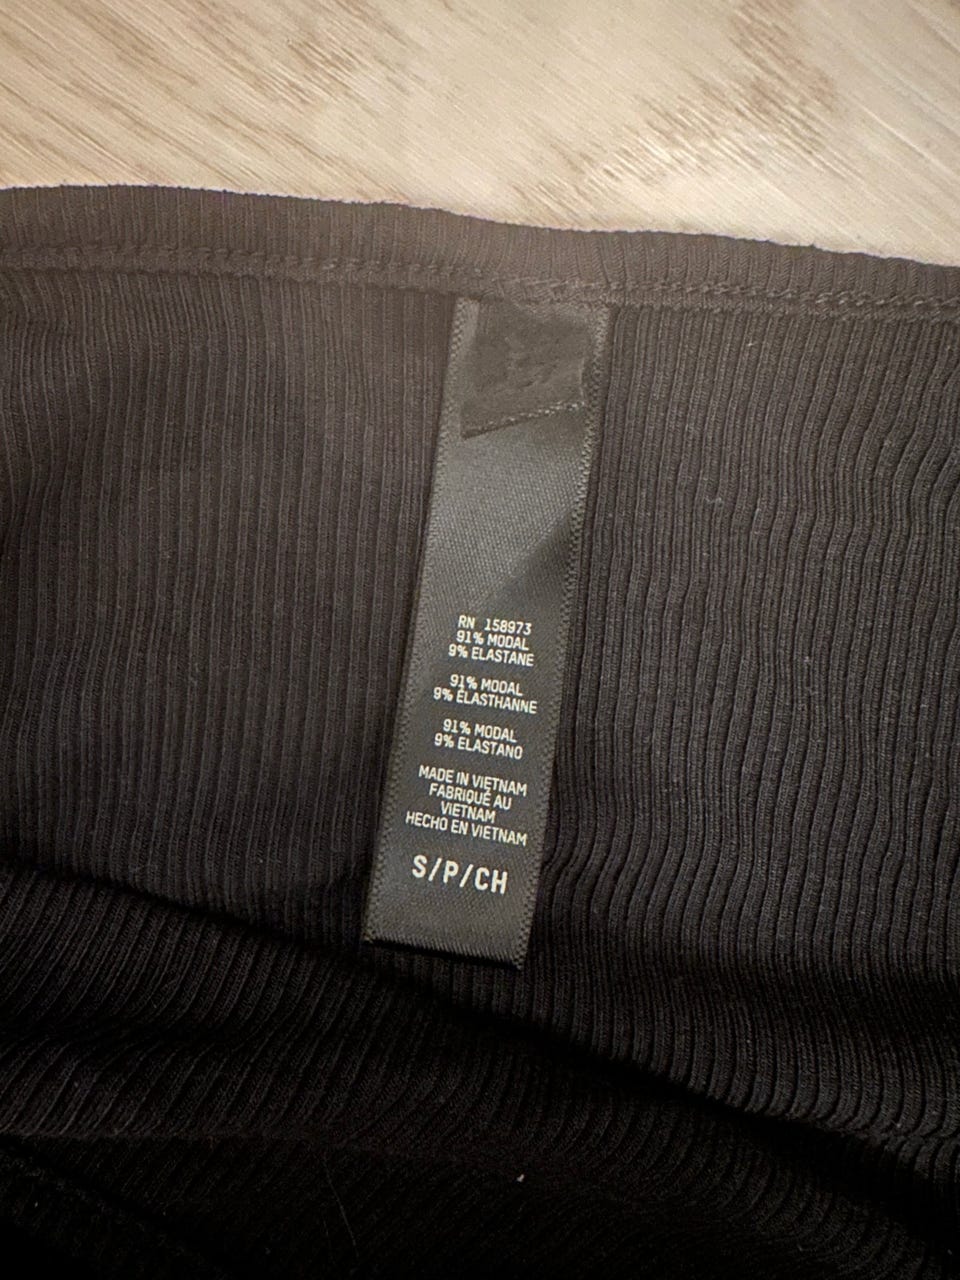 RN 158973
91% MODAL
9% ELASTANE
91% MODAL
9% ÉLASTHANNE
91% MODAL
9% ELASTANO
MADE IN VIETNAM
FABRIQUÉ AU
VIETNAM
HECHO EN VIETNAM
S/P/CH